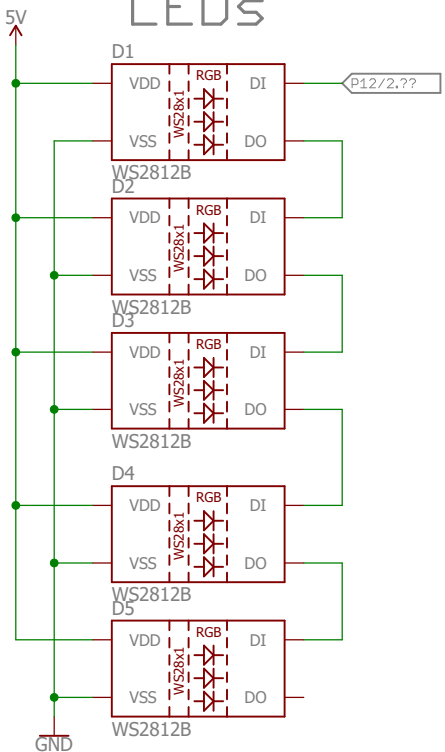 LEDs
5V
D1
VDD
VSS
WS28x1
RGB
DI
DO
P12/2.??
WS2812B
D2
VDD
VSS
WS28x1
RGB
DI
DO
WS2812B
D3
VDD
VSS
WS28x1
RGB
DI
DO
WS2812B
D4
VDD
VSS
WS28x1
RGB
DI
DO
WS2812B
D5
VDD
VSS
WS28x1
RGB
DI
DO
WS2812B
GND